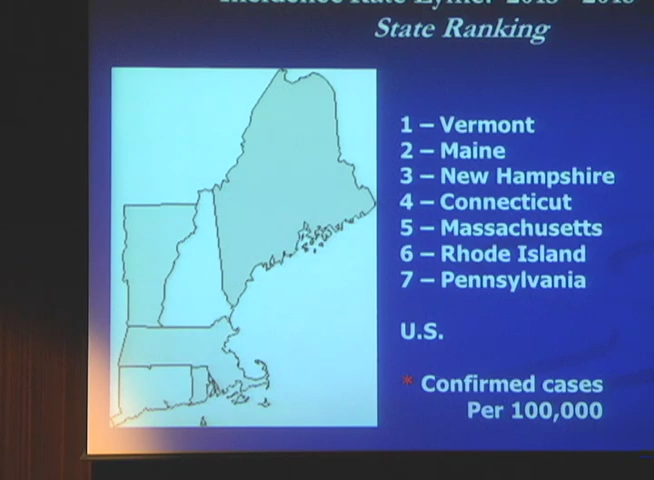 State Ranking
1 – Vermont
2 – Maine
3 – New Hampshire
4 – Connecticut
5 – Massachusetts
6 – Rhode Island
7 – Pennsylvania
U.S.
* Confirmed cases
Per 100,000